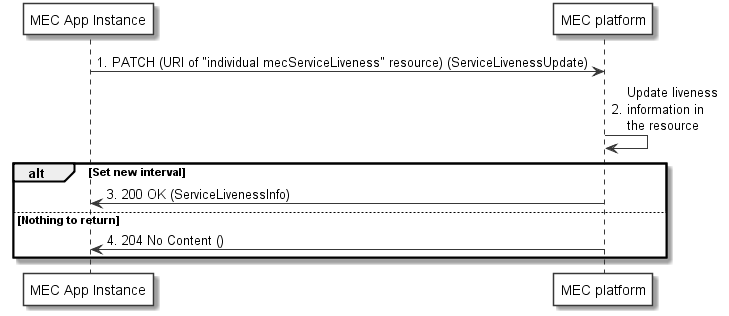 MEC App Instance MEC platform
1. PATCH (URI of "individual mecServiceLiveness" resource) (ServiceLivenessUpdate)
Update liveness
2. information in
the resource
alt [Set new interval]
3. 200 OK (ServiceLivenessInfo)
[Nothing to return]
4. 204 No Content ()
MEC App Instance MEC platform